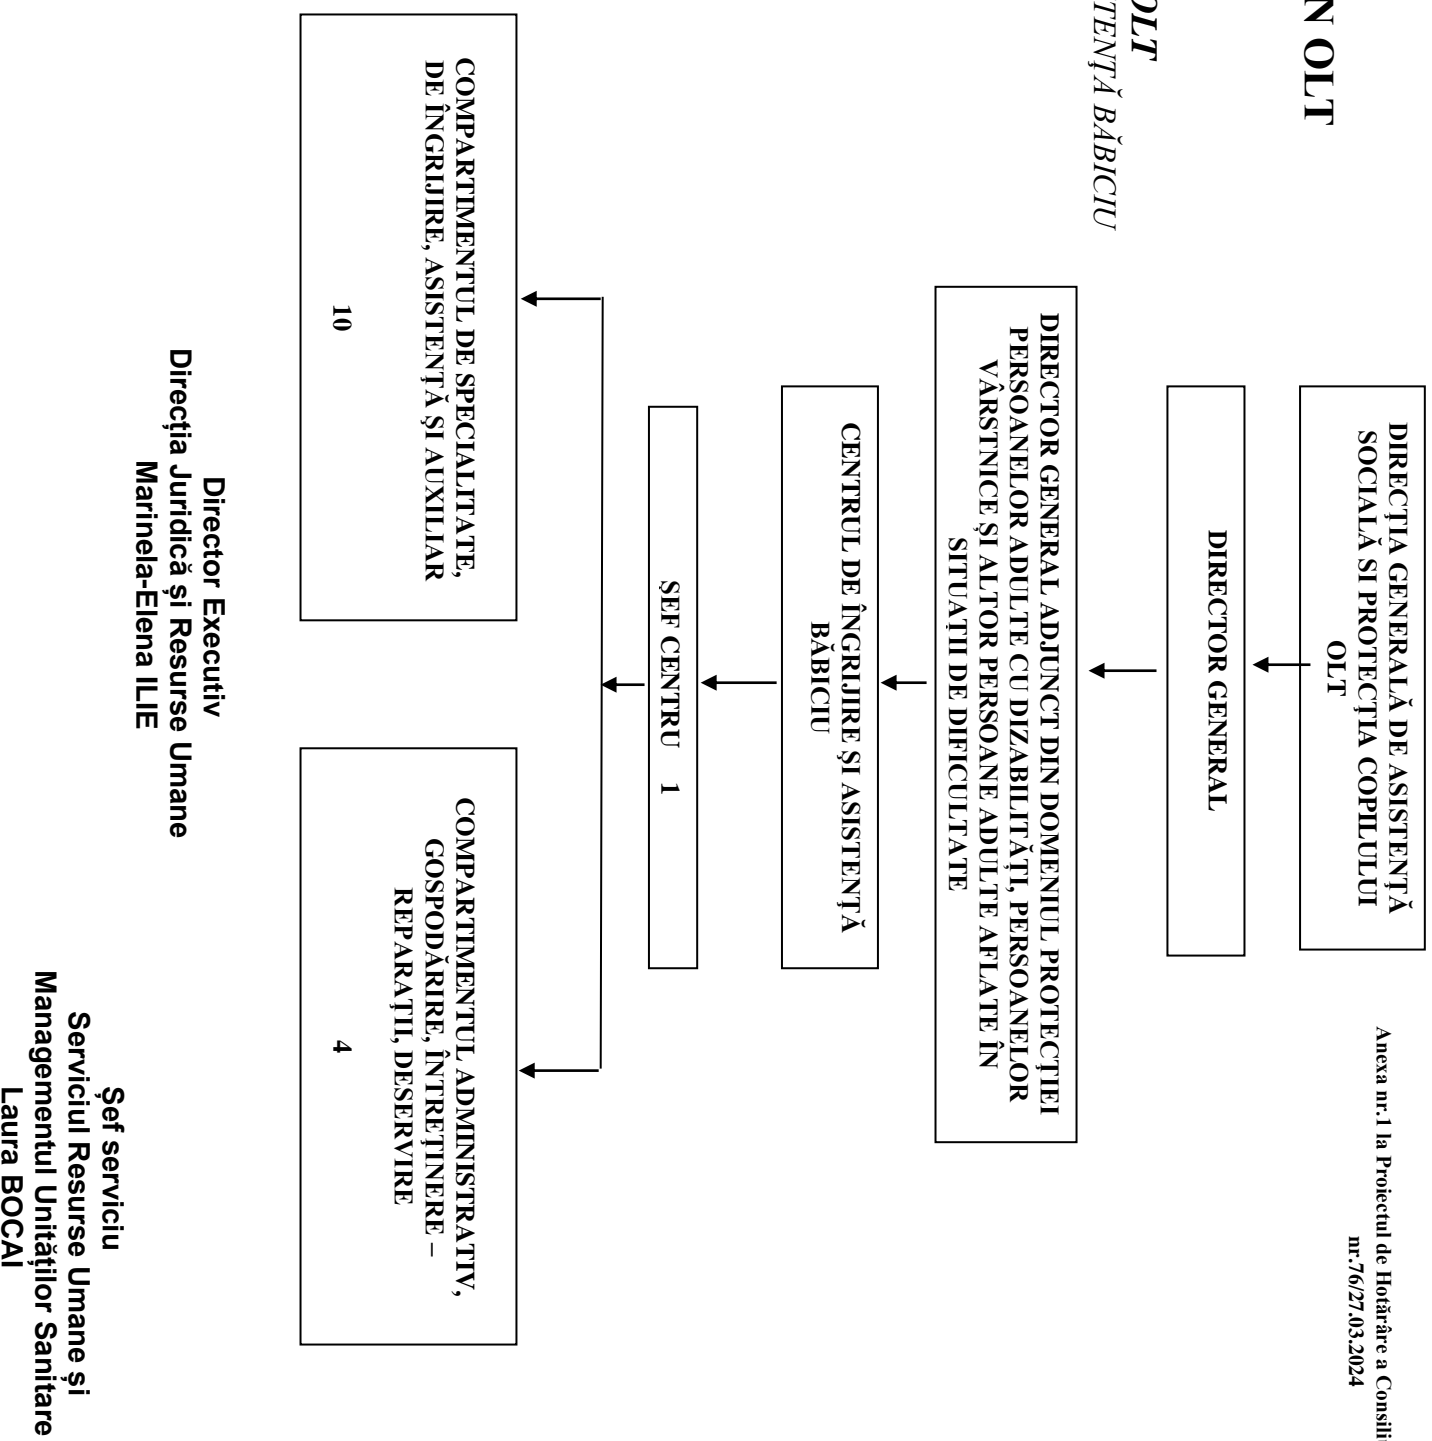 Anexa nr.1 la Proiectul de Hotărâre a Consiliu
nr.76/27.03.2024
N OLT
OLT
TENȚĂ BĂBICIU
DIRECȚIA GENERALĂ DE ASISTENȚĂ
SOCIALĂ SI PROTECȚIA COPILULUI
OLT
DIRECTOR GENERAL
DIRECTOR GENERAL ADJUNCT DIN DOMENIUL PROTECȚIEI
PERSOANELOR ADULTE CU DIZABILITĂȚI, PERSOANELOR
VÂRSTNICE ȘI ALTOR PERSOANE ADULTE AFLATE ÎN
SITUAȚII DE DIFICULTATE
CENTRUL DE ÎNGRIJIRE ȘI ASISTENȚĂ
BĂBICIU
ȘEF CENTRU 1
COMPARTIMENTUL DE SPECIALITATE,
DE ÎNGRIJIRE, ASISTENȚĂ ȘI AUXILIAR
10
COMPARTIMENTUL ADMINISTRATIV,
GOSPODĂRIRE, ÎNTREȚINERE –
REPARAȚII, DESERVIRE
4
Director Executiv
Direcția Juridică și Resurse Umane
Marinela-Elena ILIE
Șef serviciu
Serviciul Resurse Umane și
Managementul Unităților Sanitare
Laura BOCAI